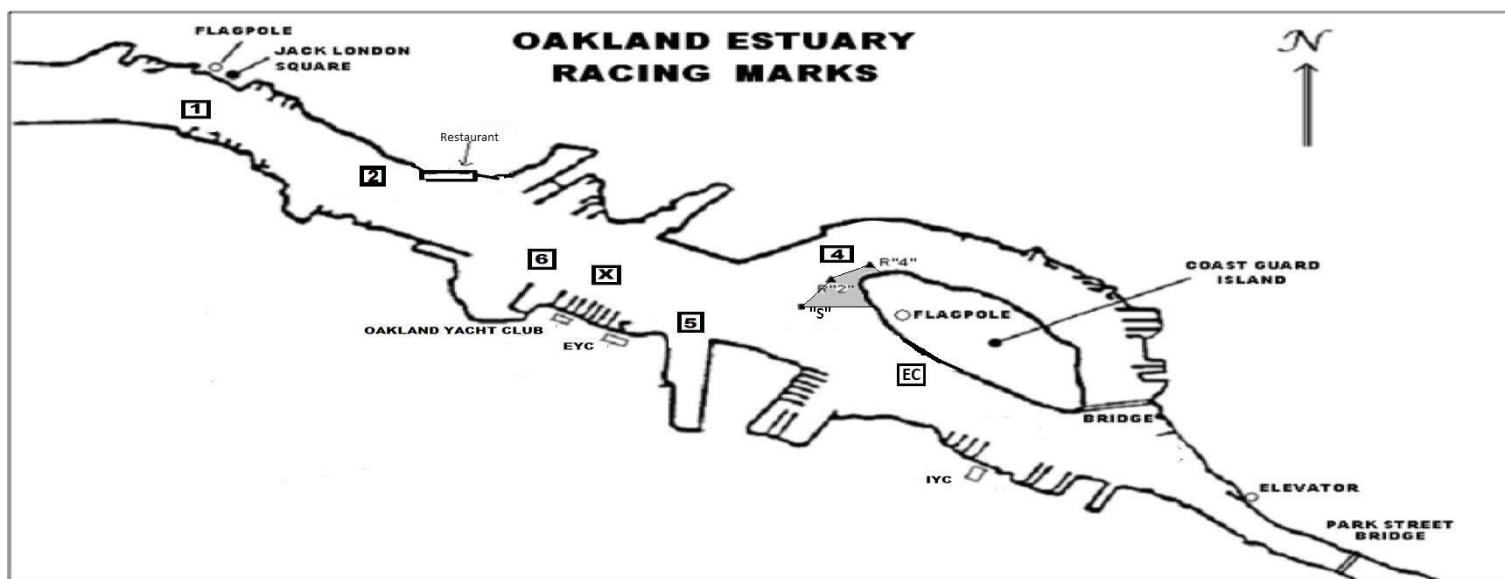 OAKLAND ESTUARY
RACING MARKS
N
FLAGPOLE
JACK LONDON
SQUARE
1
Restaurant
2
6
X
4
R"4"
R"2"
"S"
COAST GUARD
ISLAND
FLAGPOLE
OAKLAND YACHT CLUB
EYC
5
EC
BRIDGE
IYC
ELEVATOR
PARK STREET
BRIDGE